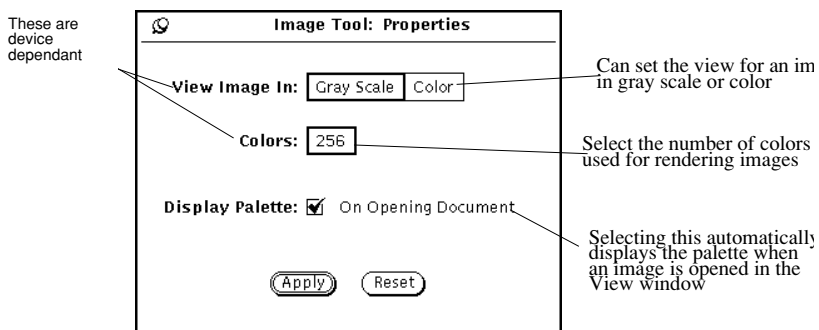 These are
device
dependant
Image Tool: Properties
View Image In: Gray Scale Color
Can set the view for an im
in gray scale or color
Colors: 256
Select the number of colors
used for rendering images
Display Palette: On Opening Document
Selecting this automatically
displays the palette when
an image is opened in the
View window
Apply Reset